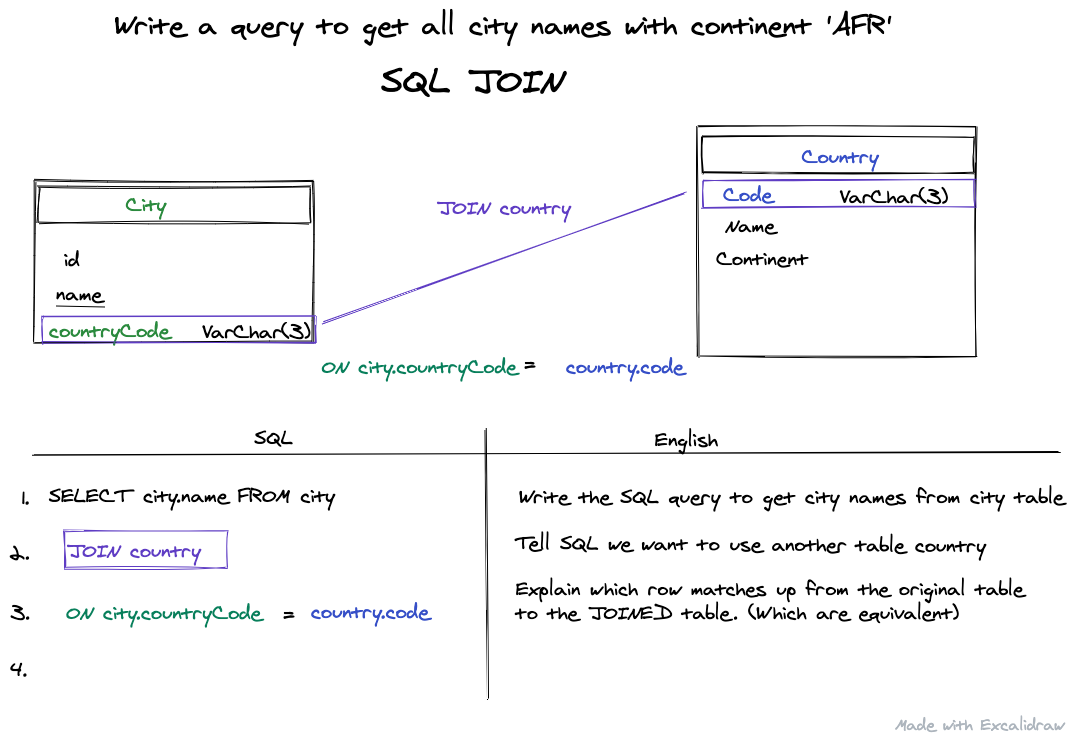 Write a query to get all city names with continent 'AFR'
SQL JOIN
City
id
name
countryCode VarChar(3)
JOIN country
Country
Code VarChar(3)
Name
Continent
ON city.countryCode = country.code
SQL English
1. SELECT city.name FROM city Write the SQL query to get city names from city table
2. JOIN country Tell SQL we want to use another table country
3. ON city.countryCode = country.code Explain which row matches up from the original table
to the JOINED table. (Which are equivalent)
4.
Made with Excalidraw